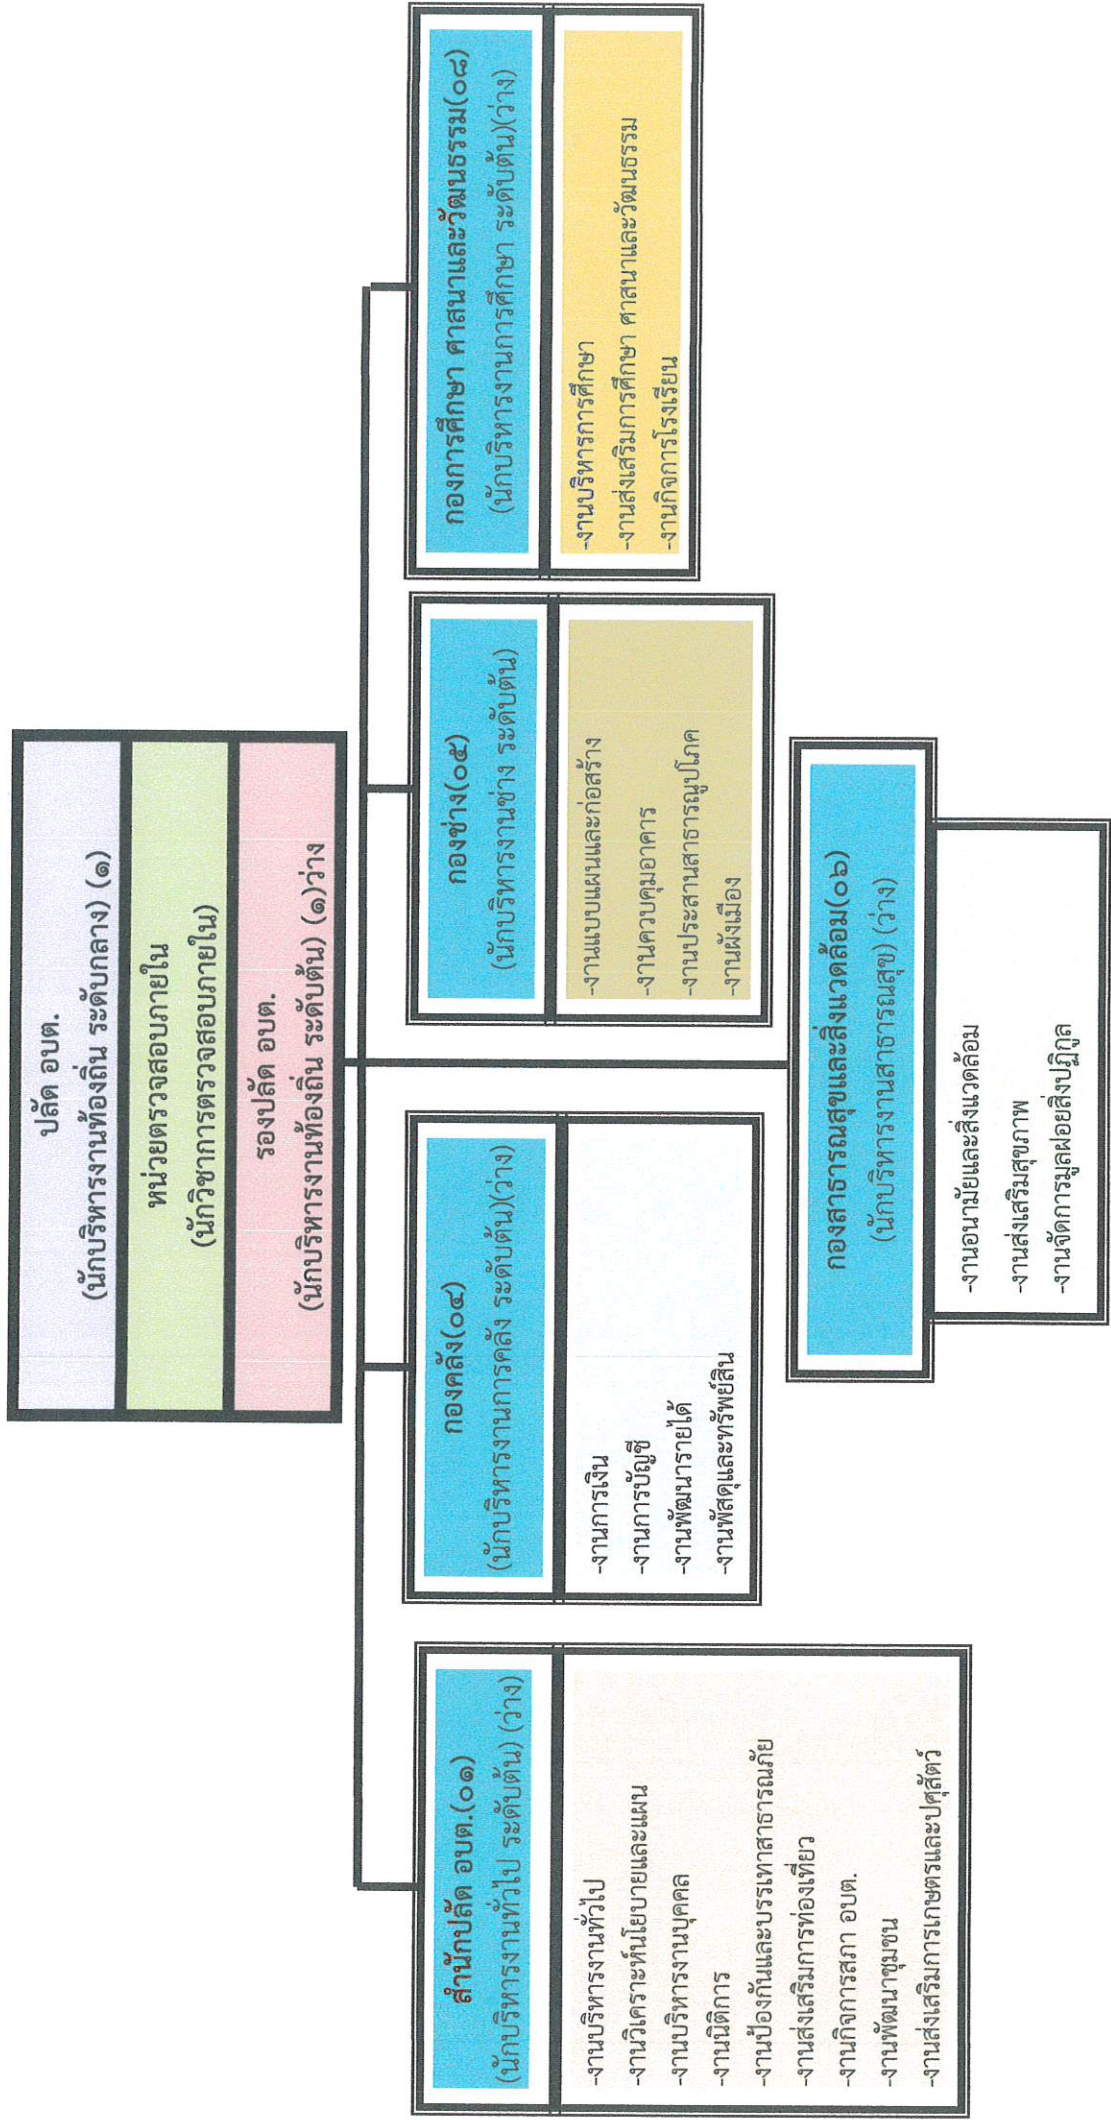 ปลัด อบต.
(นักบริหารงานท้องถิ่น ระดับกลาง) (๑)
หน่วยตรวจสอบภายใน
(นักวิชาการตรวจสอบภายใน)
รองปลัด อบต.
(นักบริหารงานท้องถิ่น ระดับต้น) (๑)ว่าง
สำนักปลัด อบต.(๐๑)
(นักบริหารงานทั่วไป ระดับต้น) (ว่าง)
-งานบริหารงานทั่วไป
-งานวิเคราะห์นโยบายและแผน
-งานบริหารงานบุคคล
-งานนิติการ
-งานป้องกันและบรรเทาสาธารณภัย
-งานส่งเสริมการท่องเที่ยว
-งานกิจการสภา อบต.
-งานพัฒนาชุมชน
-งานส่งเสริมการเกษตรและปศุสัตว์
กองคลัง(๐๔)
(นักบริหารงานการคลัง ระดับต้น)(ว่าง)
-งานการเงิน
-งานการบัญชี
-งานพัฒนารายได้
-งานพัสดุและทรัพย์สิน
กองช่าง(๐๕)
(นักบริหารงานช่าง ระดับต้น)
-งานแบบแผนและก่อสร้าง
-งานควบคุมอาคาร
-งานประสานสาธารณูปโภค
-งานผังเมือง
กองการศึกษา ศาสนาและวัฒนธรรม(๐๘)
(นักบริหารงานการศึกษา ระดับต้น)(ว่าง)
-งานบริหารการศึกษา
-งานส่งเสริมการศึกษา ศาสนาและวัฒนธรรม
-งานกิจการโรงเรียน
กองสาธารณสุขและสิ่งแวดล้อม(๐๖)
(นักบริหารงานสาธารณสุข) (ว่าง)
-งานอนามัยและสิ่งแวดล้อม
-งานส่งเสริมสุขภาพ
-งานจัดการมูลฝอยสิ่งปฏิกูล